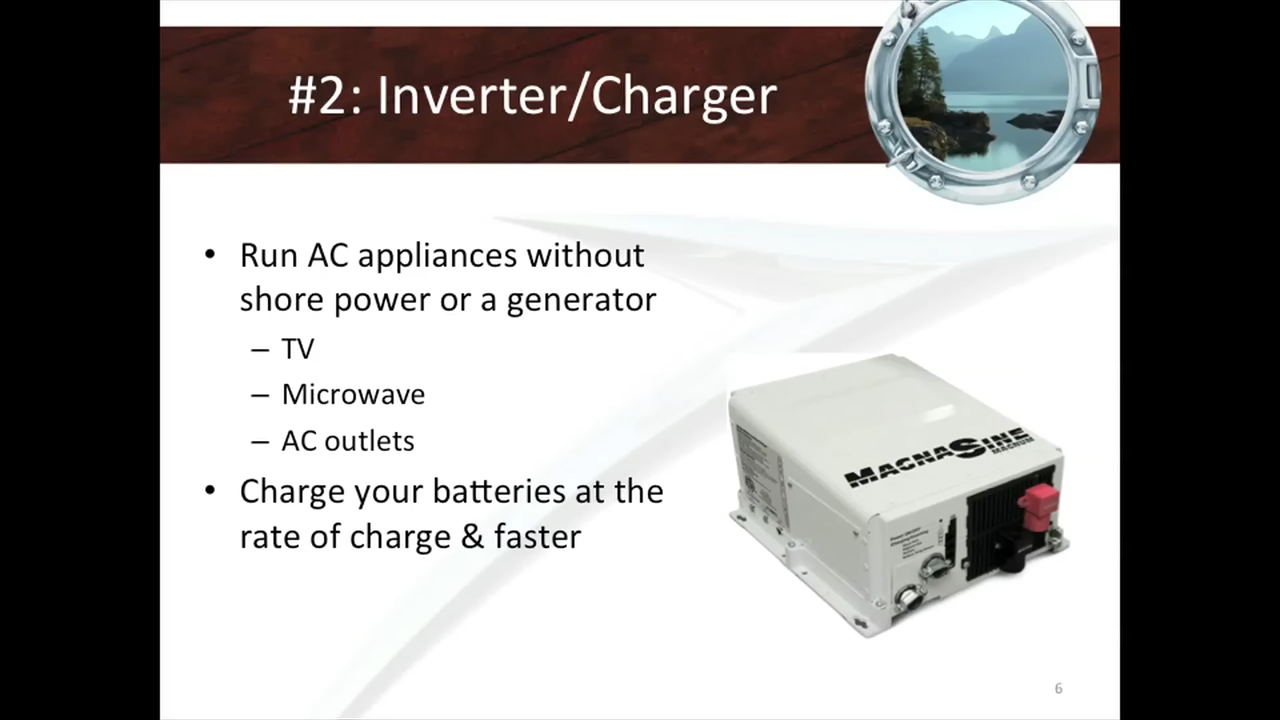 #2: Inverter/Charger
• Run AC appliances without
shore power or a generator
– TV
– Microwave
– AC outlets
• Charge your batteries at the
rate of charge & faster
MAGNASINE
MAGNUM
6